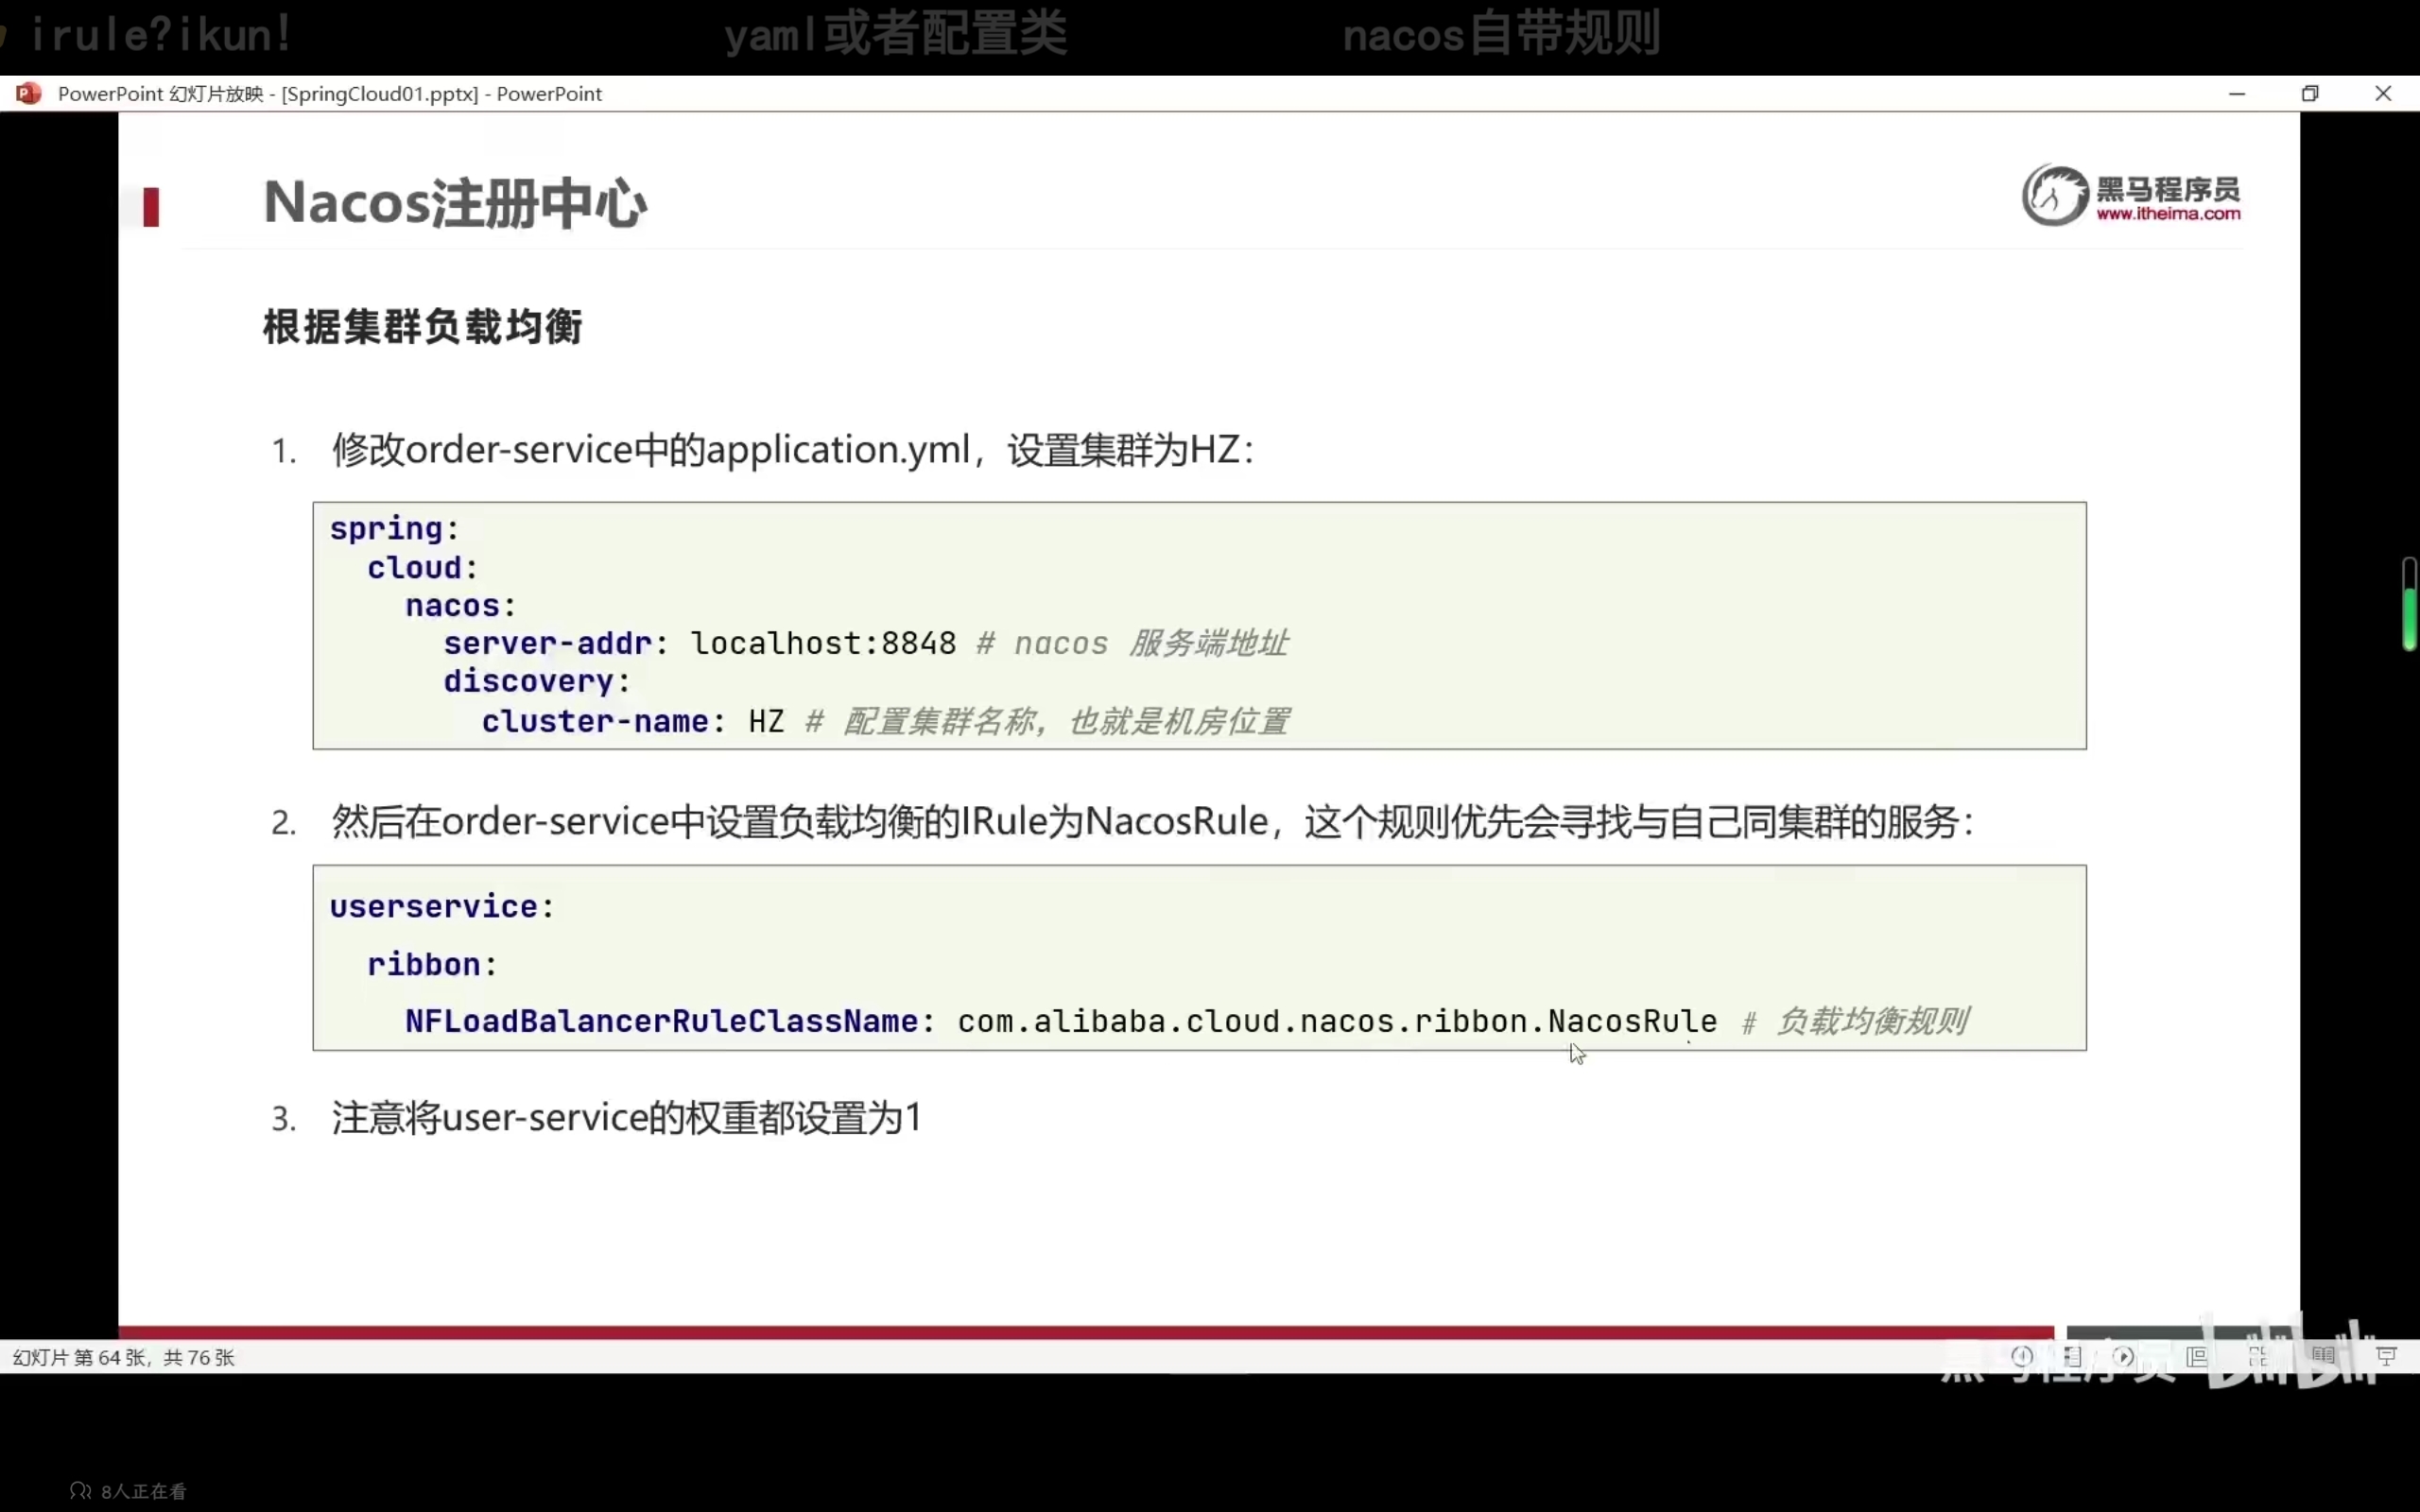 irule?ikun!
yaml或者配置类
nacos自带规则
PowerPoint 幻灯片放映 - [SpringCloud01.pptx] - PowerPoint
Nacos注册中心
黑马程序员
www.itheima.com
根据集群负载均衡
1. 修改order-service中的application.yml，设置集群为HZ：
spring:
cloud:
nacos:
server-addr: localhost:8848 # nacos 服务端地址
discovery:
cluster-name: HZ # 配置集群名称，也就是机房位置
2. 然后在order-service中设置负载均衡的IRule为NacosRule，这个规则优先会寻找与自己同集群的服务：
userservice:
ribbon:
NFLoadBalancerRuleClassName: com.alibaba.cloud.nacos.ribbon.NacosRule # 负载均衡规则
3. 注意将user-service的权重都设置为1
幻灯片 第 64 张，共 76 张
黑马程序员 bilibili
8人正在看